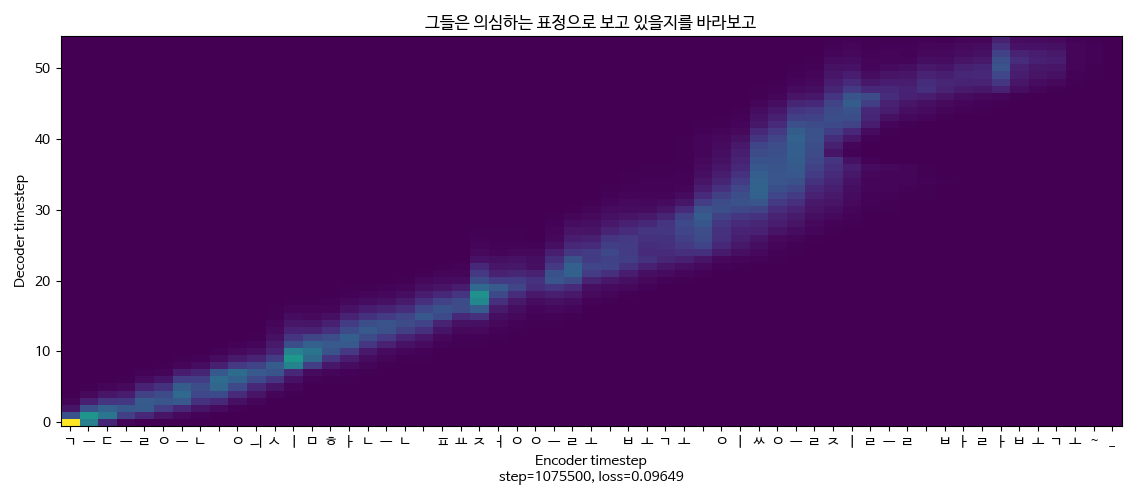 그들은 의심하는 표정으로 보고 있을지를 바라보고
50
40
30
20
10
0
Decoder timestep
ㄱ ㅡ ㄷ ㅡ ㄹ ㅇ ㅡ ㄴ ㅇ ㅢ ㅅ ㅣ ㅁ ㅎ ㅏ ㄴ ㅡ ㄴ ㅍ ㅛ ㅈ ㅓ ㅇ ㅇ ㅡ ㄹ ㅗ ㅂ ㅗ ㄱ ㅗ ㅇ ㅣ ㅆ ㅇ ㅡ ㄹ ㅈ ㅣ ㄹ ㅡ ㄹ ㅂ ㅏ ㄹ ㅏ ㅂ ㅗ ㄱ ㅗ ~ _
Encoder timestep
step=1075500, loss=0.09649